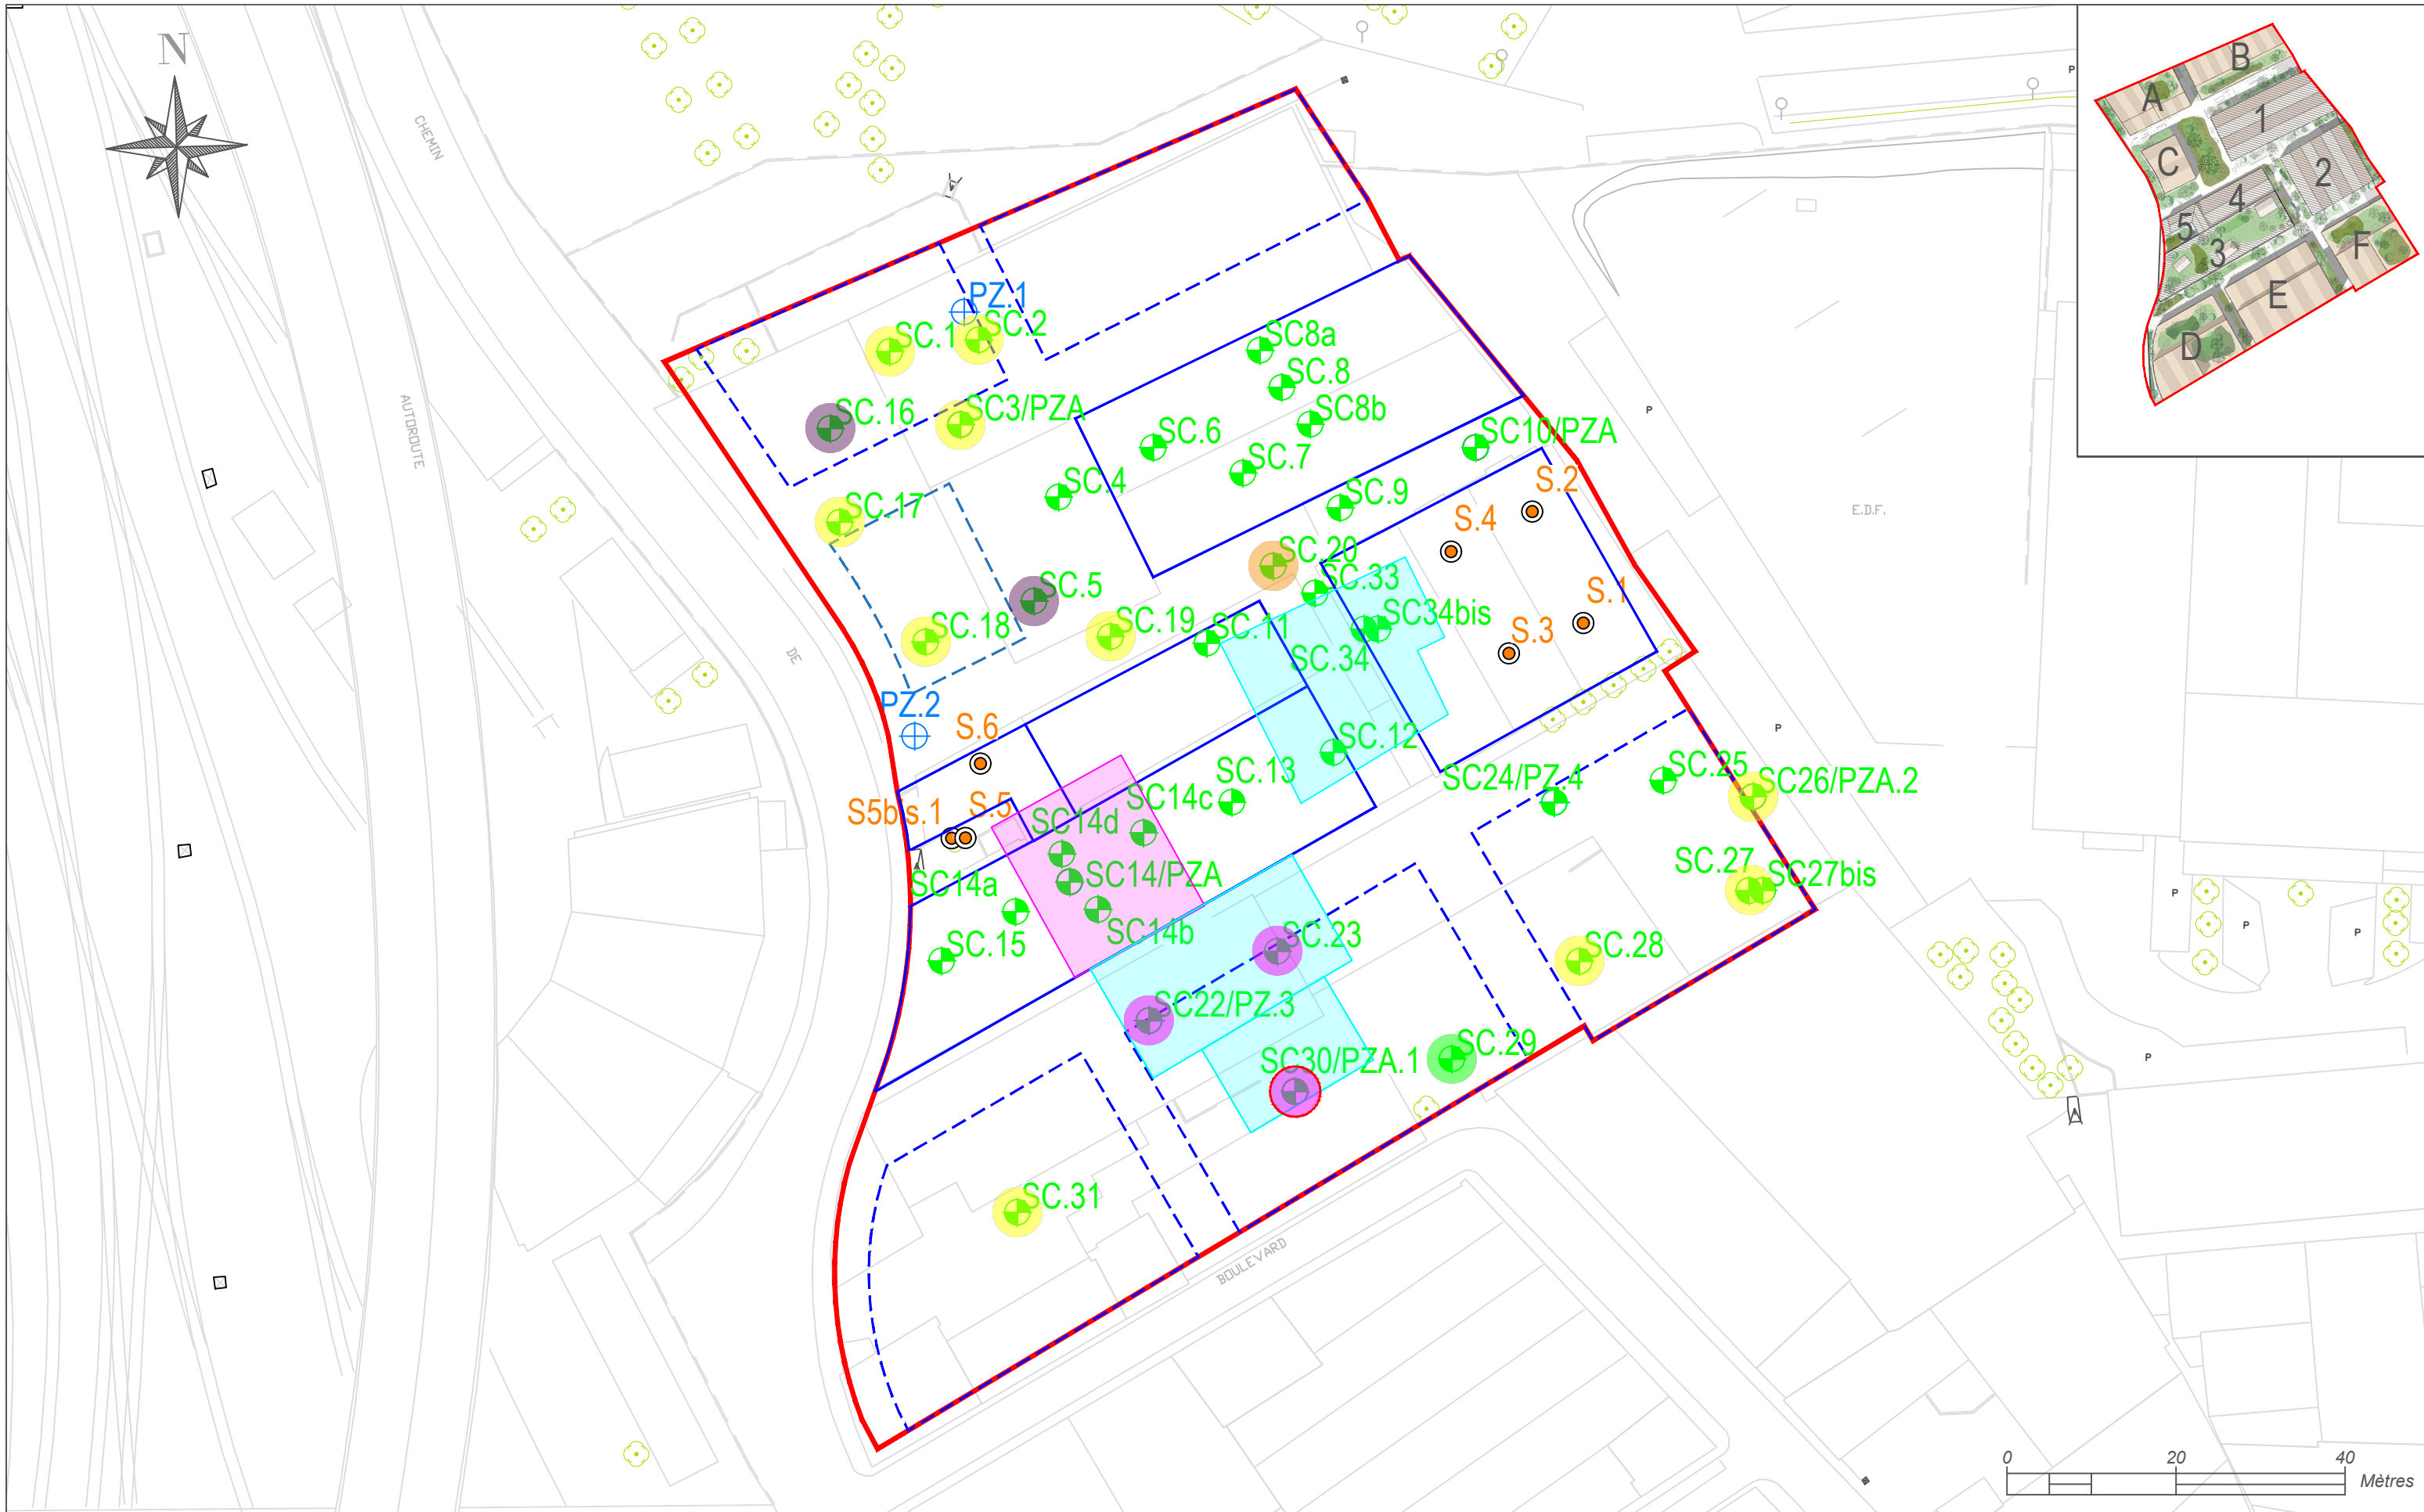 N
CHEMIN
AUTOROUTE
DE
B
A
1
C
2
4
5
3
F
E
D
P
PZ.1
SC.1
SC.2
SC8a
SC.8
SC.16
SC3/PZA
SC8b
SC.6
SC10/PZA
SC.7
SC.4
S.2
SC.17
SC.9
S.4
P
E.D.F.
SC.20
SC.5
SC.33
S.1
SC.18
SC.19
SC.11
SC34bis
S.3
SC.34
PZ.2
S.6
SC.12
P
SC.13
SC24/PZ.4
SC.25
SC26/PZA.2
S5bis.1
S.5
SC14c
SC14d
SC14a
SC14/PZA
SC.27
SC27bis
P
P
P
SC14b
SC.15
SC.23
SC.28
SC22/PZ.3
SC30/PZA.1
SC.29
P
SC.31
BOULEVARD
0
20
40
Mètres